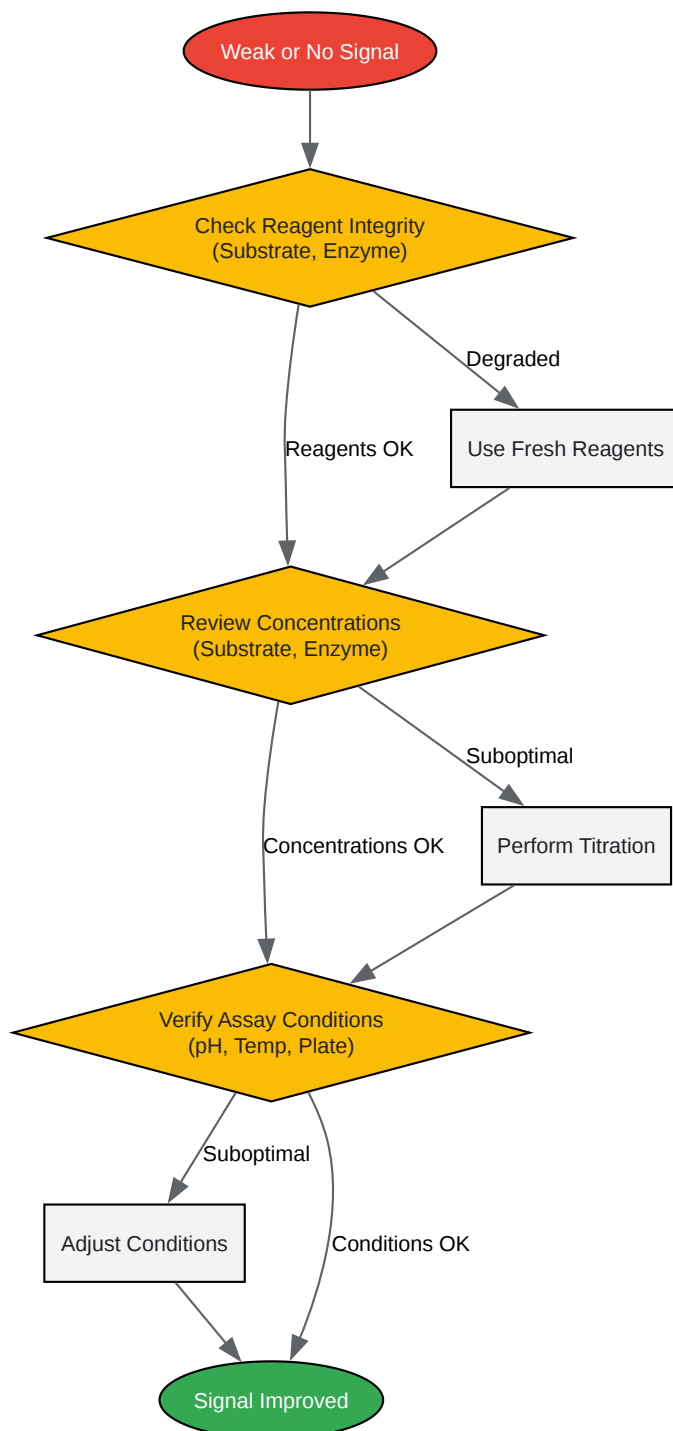 Weak or No Signal
Check Reagent Integrity
(Substrate, Enzyme)
Degraded
Use Fresh Reagents
Reagents OK
Review Concentrations
(Substrate, Enzyme)
Suboptimal
Perform Titration
Concentrations OK
Verify Assay Conditions
(pH, Temp, Plate)
Suboptimal
Adjust Conditions
Conditions OK
Signal Improved